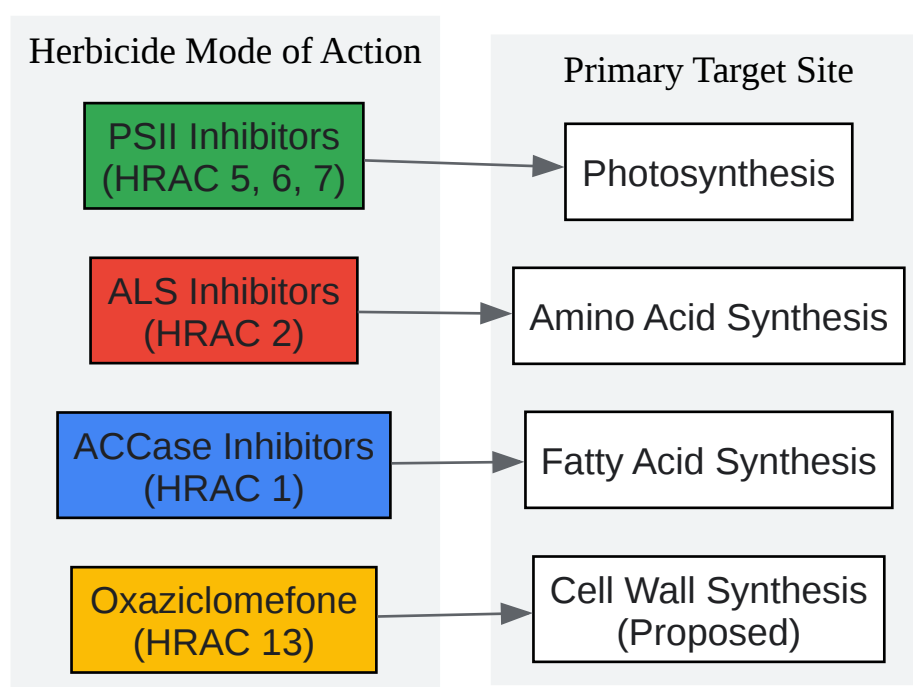 Herbicide Mode of Action
Primary Target Site
PSII Inhibitors
(HRAC 5, 6, 7)
Photosynthesis
ALS Inhibitors
(HRAC 2)
Amino Acid Synthesis
ACCase Inhibitors
(HRAC 1)
Fatty Acid Synthesis
Oxaziclomefone
(HRAC 13)
Cell Wall Synthesis
(Proposed)